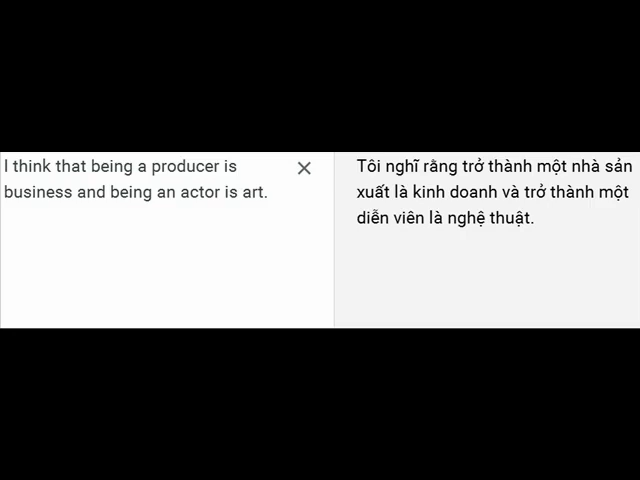 I think that being a producer is
business and being an actor is art.
Tôi nghĩ rằng trở thành một nhà sản
xuất là kinh doanh và trở thành một
diễn viên là nghệ thuật.